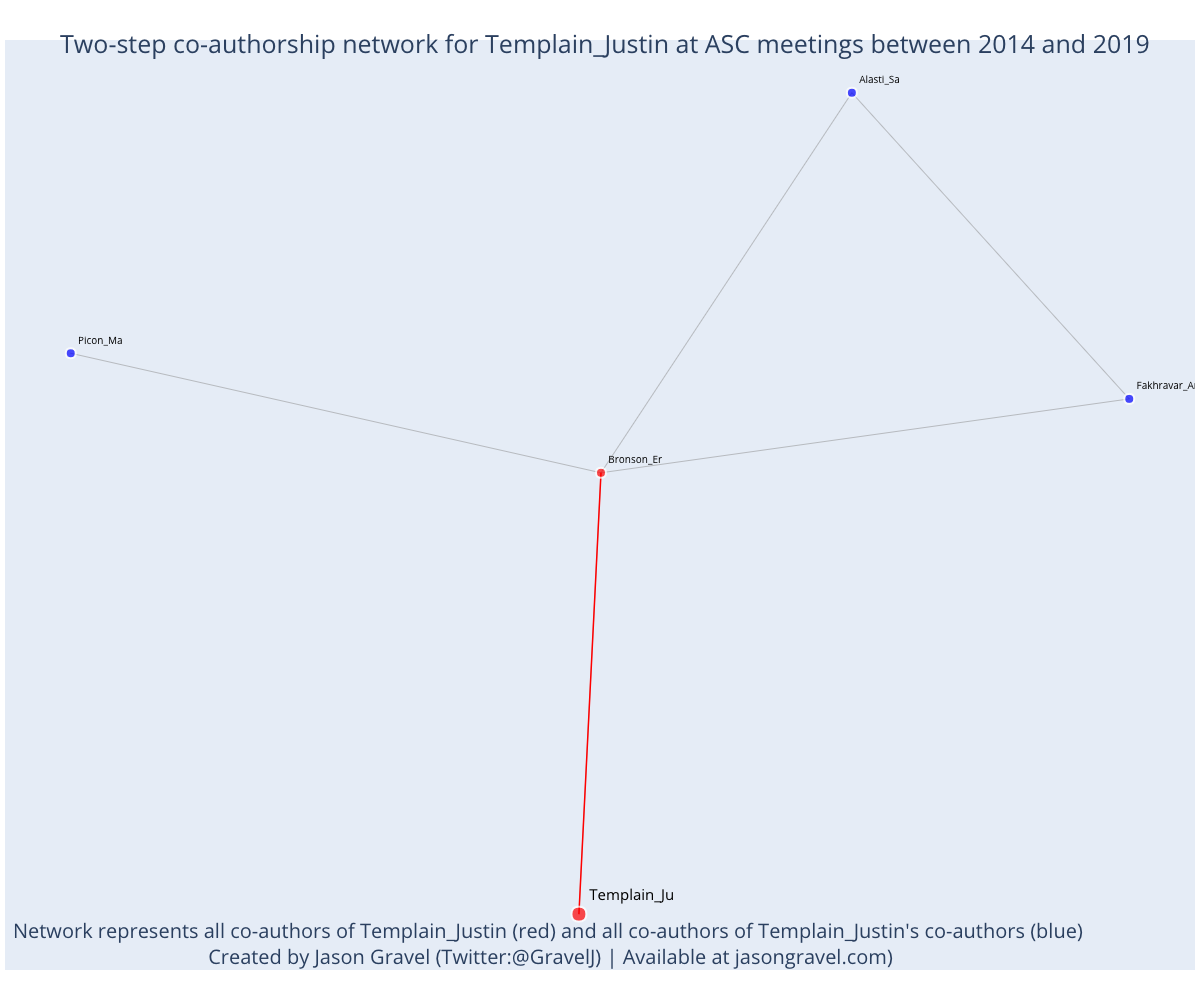 Two-step co-authorship network for Templain_Justin at ASC meetings between 2014 and 2019
Alasti_Sa
Picon_Ma
Fakhravar_Ar
Bronson_Er
Templain_Ju
Network represents all co-authors of Templain_Justin (red) and all co-authors of Templain_Justin's co-authors (blue)
Created by Jason Gravel (Twitter:@GravelJ) | Available at jasongravel.com)